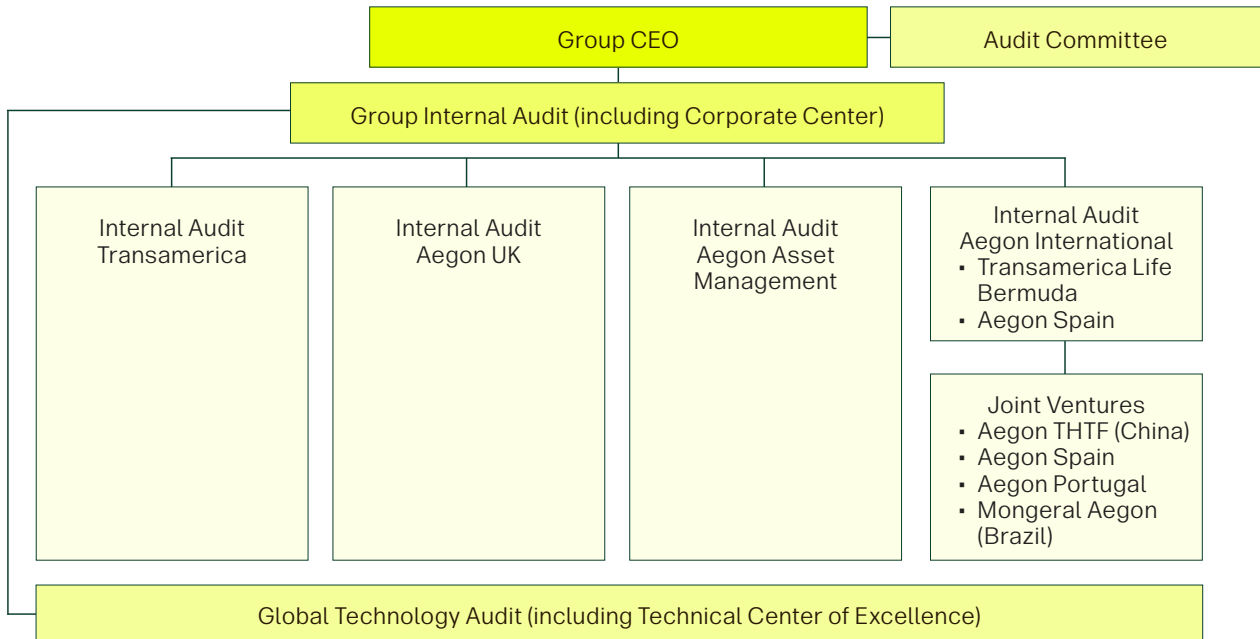 Group CEO
Audit Committee
Group Internal Audit (including Corporate Center)
Internal Audit
Transamerica
Internal Audit
Aegon UK
Internal Audit
Aegon Asset
Management
Internal Audit
Aegon International
▪ Transamerica Life
Bermuda
▪ Aegon Spain
Joint Ventures
▪ Aegon THTF (China)
▪ Aegon Spain
▪ Aegon Portugal
▪ Mongeral Aegon
(Brazil)
Global Technology Audit (including Technical Center of Excellence)